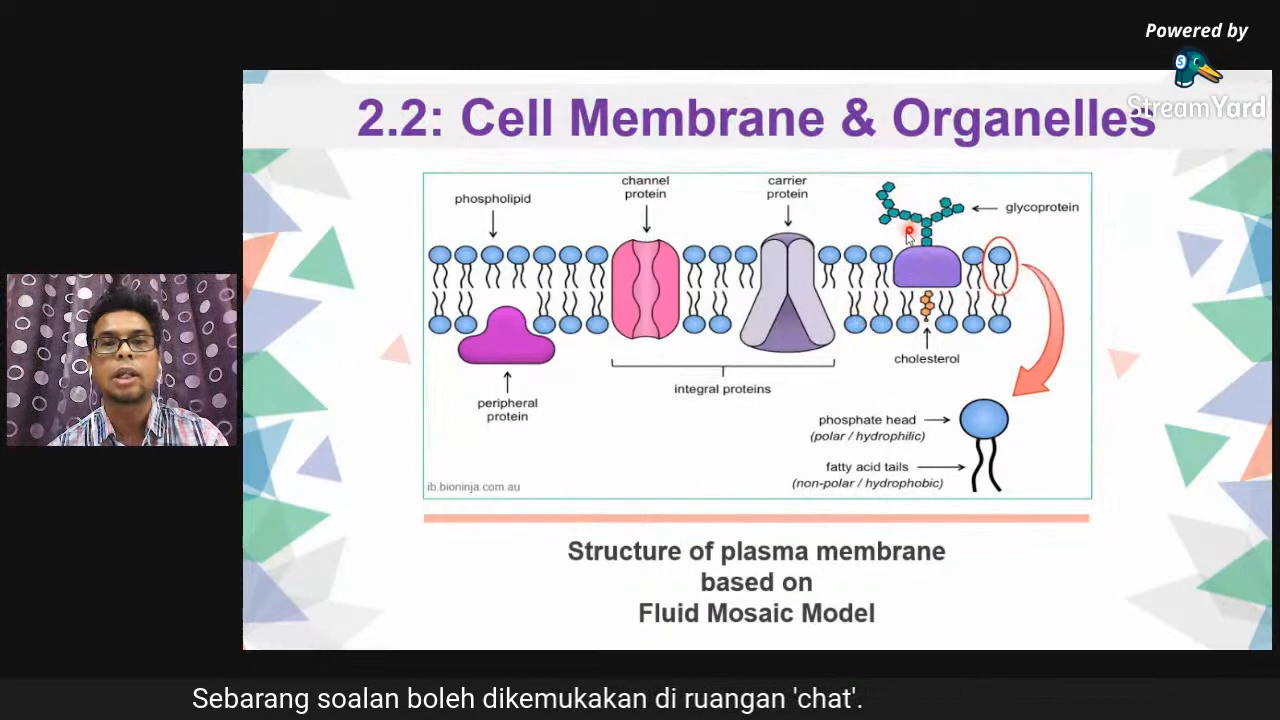 Powered by
StreamYard
2.2: Cell Membrane & Organelles
phospholipid
channel
protein
carrier
protein
glycoprotein
cholesterol
integral proteins
peripheral
protein
phosphate head
(polar / hydrophilic)
fatty acid tails
(non-polar / hydrophobic)
ib.bioninja.com.au
Structure of plasma membrane
based on
Fluid Mosaic Model
Sebarang soalan boleh dikemukakan di ruangan 'chat'.